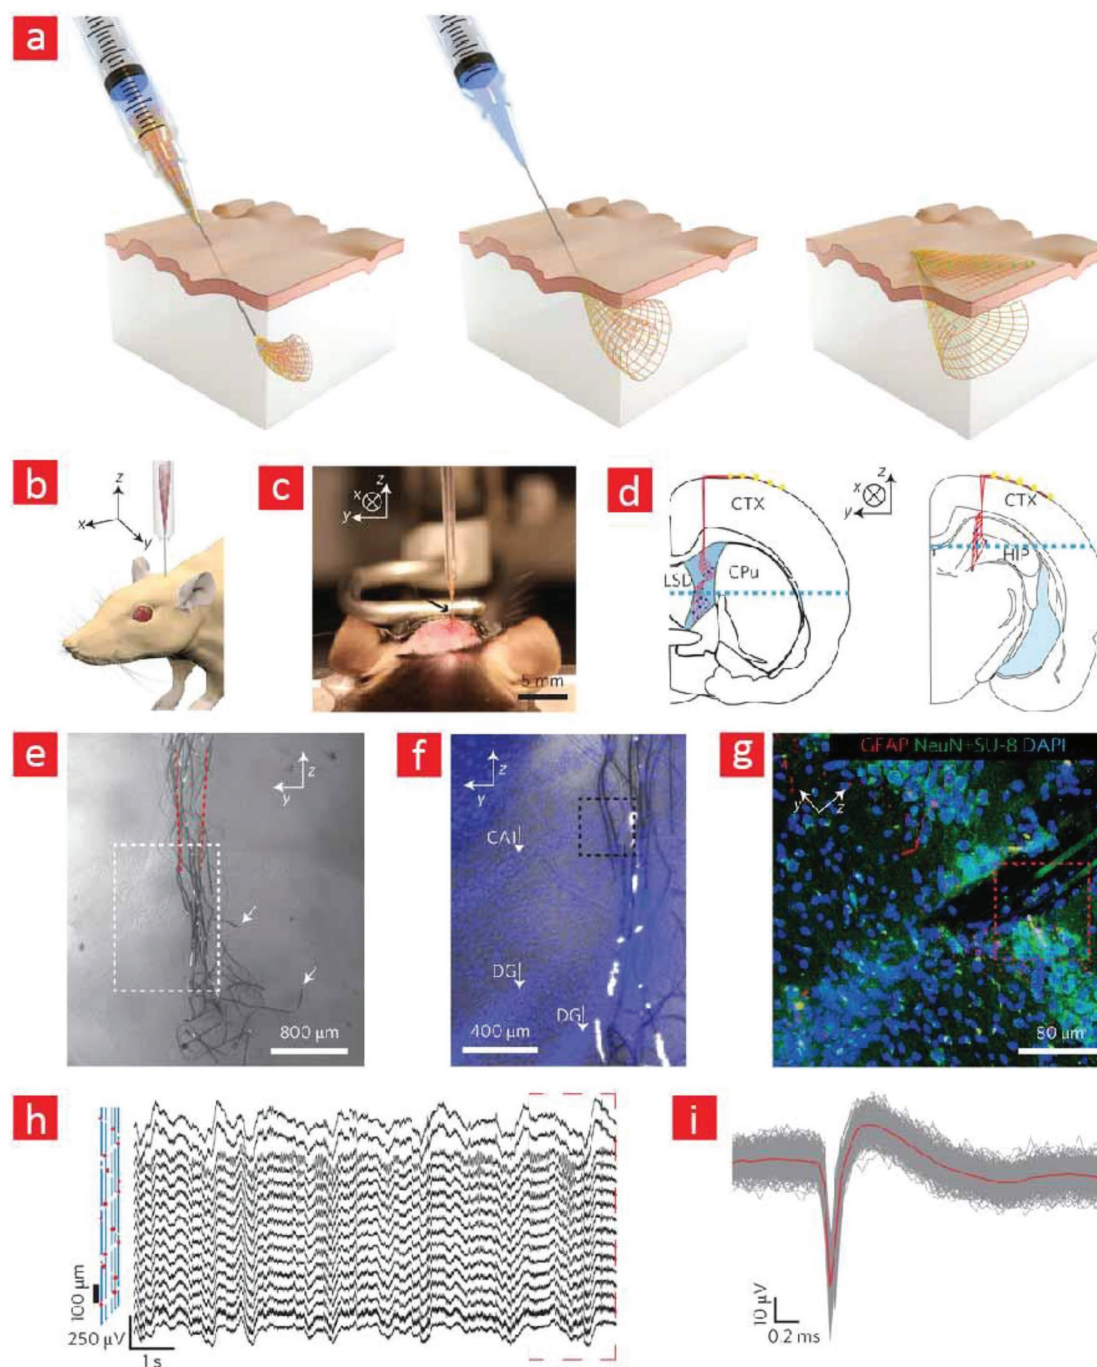 a
b
z
x
y
c
x
z
y
5 mm
d
CTX
LSD
CPu
x
z
y
CTX
HIP
e
z
y
800 µm
f
z
y
CA1
DG
DG
400 µm
g
GFAP NeuN+SU-8 DAPI
y
z
80 µm
h
100 µm
250 µV
1 s
i
10 µV
0.2 ms